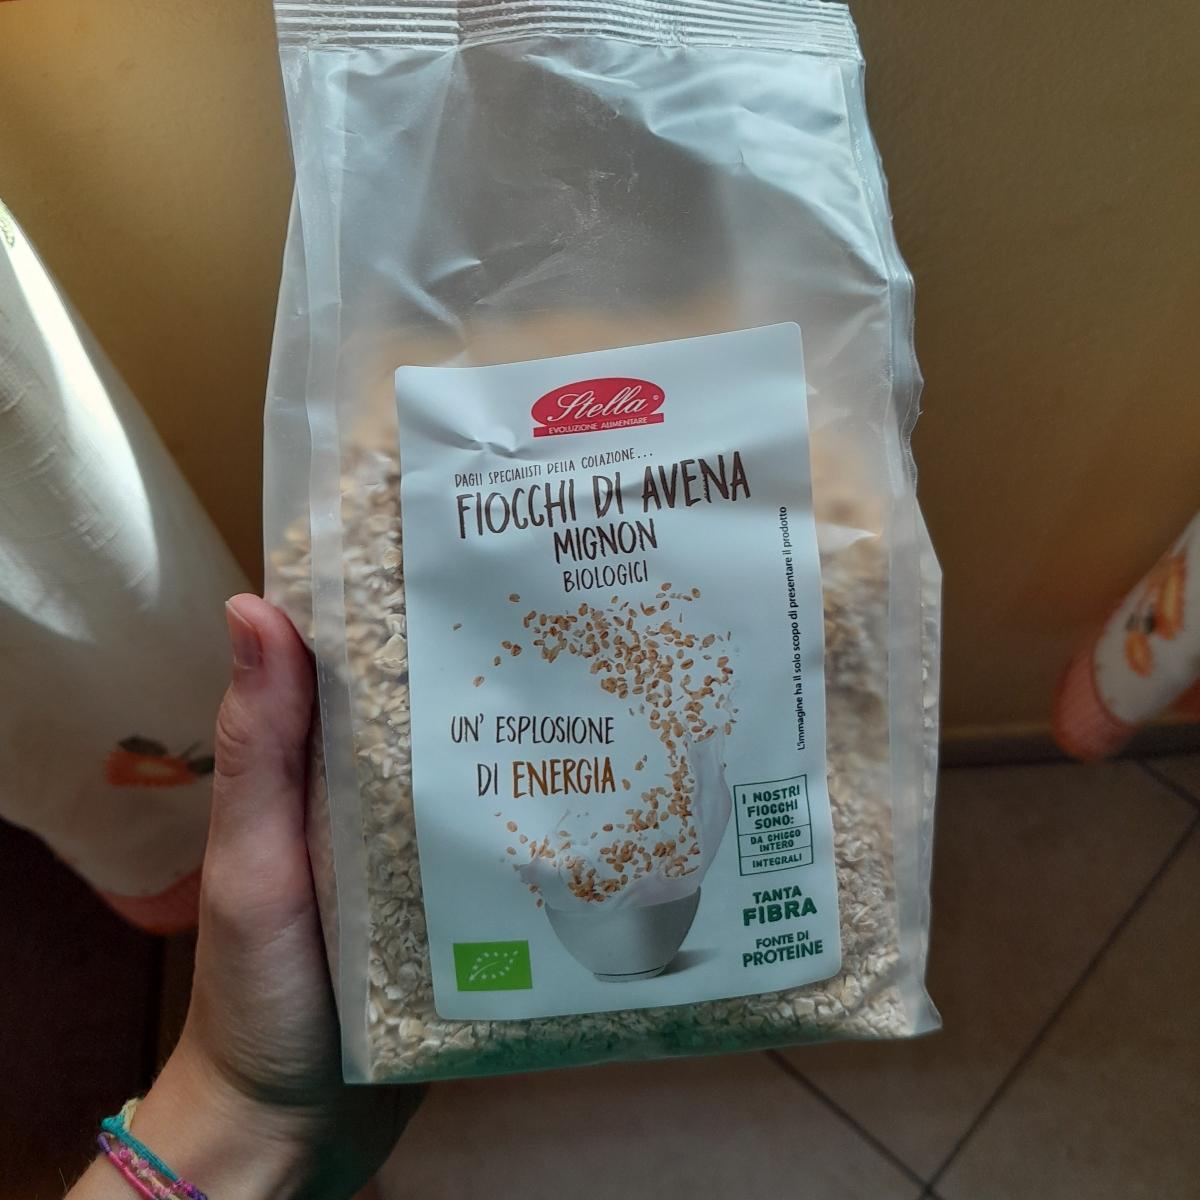 Stella®
EVOLUZIONE ALIMENTARE
DAGLI SPECIALISTI DELLA COLAZIONE...
FIOCCHI DI AVENA
MIGNON
BIOLOGICI
L'immagine ha il solo scopo di presentare il prodotto
UN' ESPLOSIONE
DI ENERGIA
I NOSTRI
FIOCCHI
SONO:
DA CHICCO
INTERO
INTEGRALI
TANTA
FIBRA
FONTE DI
PROTEINE